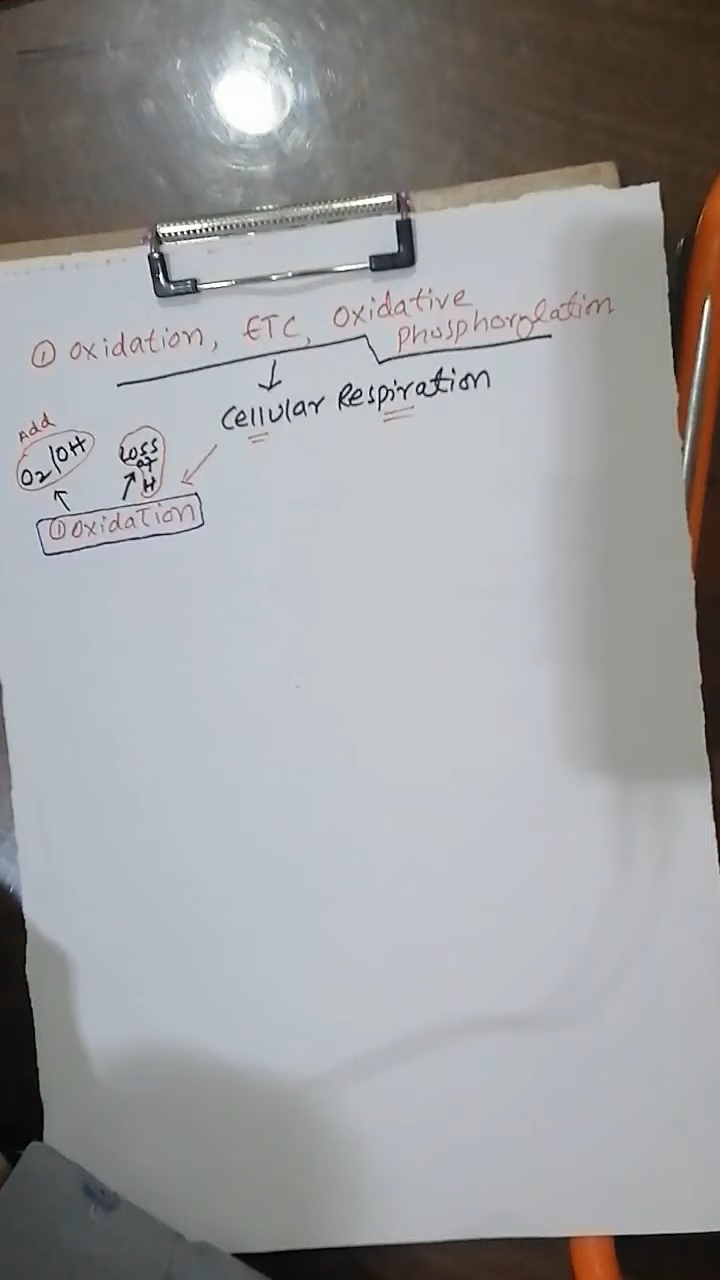 ① Oxidation, ETC, Oxidative
Phosphorylation
Cellular Respiration
Add
O2/OH
Loss
of
H
① Oxidation